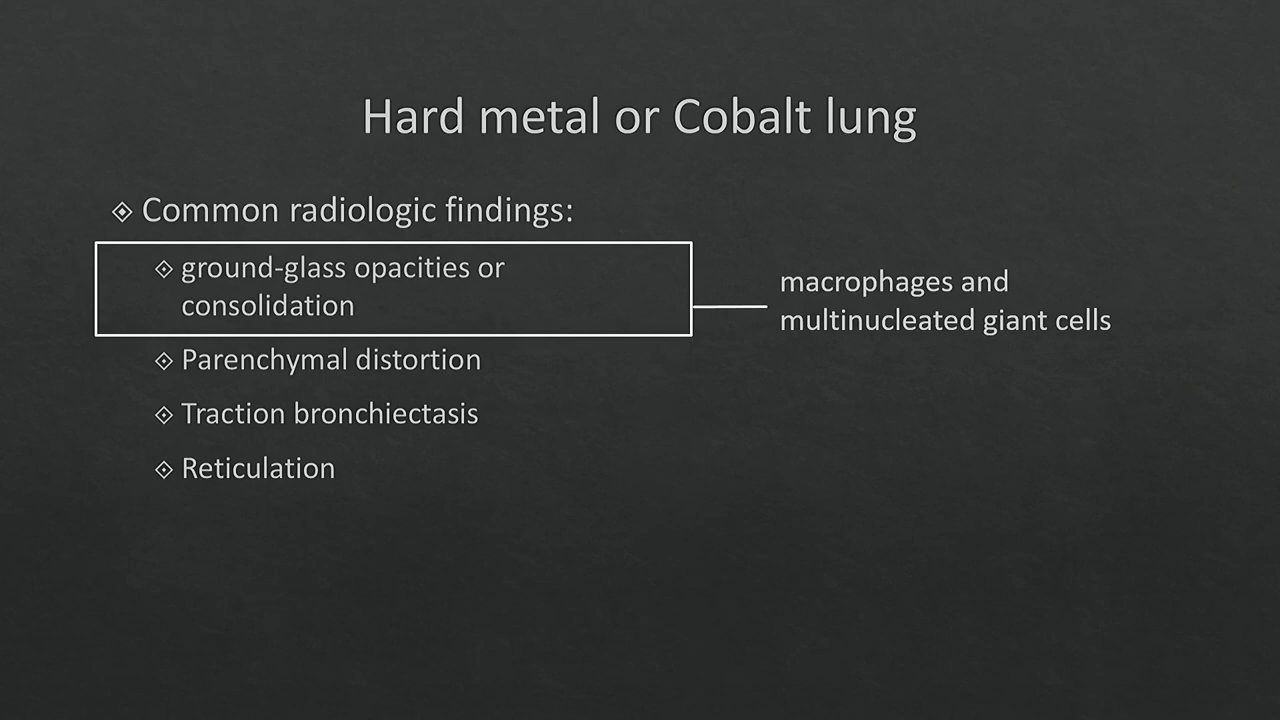 Hard metal or Cobalt lung
Common radiologic findings:
ground-glass opacities or
consolidation
macrophages and
multinucleated giant cells
Parenchymal distortion
Traction bronchiectasis
Reticulation